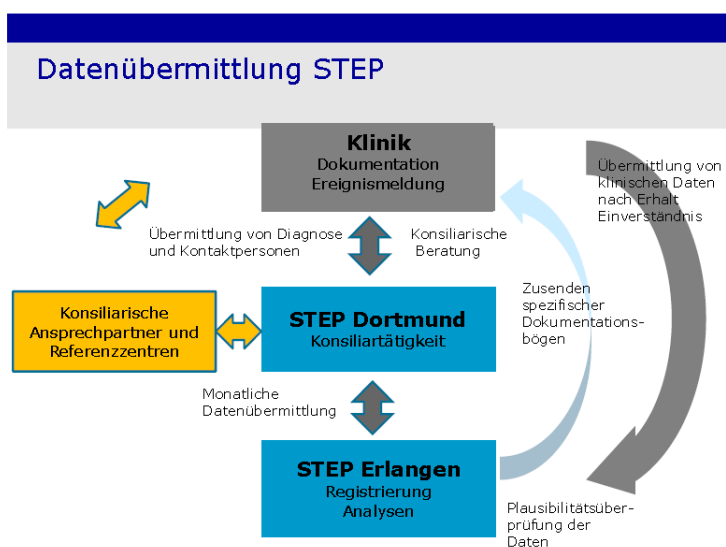 Datenübermittlung STEP
Klinik
Dokumentation
Ereignismeldung
Übermittlung von
klinischen Daten
nach Erhalt
Einverständnis
Übermittlung von Diagnose
und Kontaktpersonen
Konsiliarische
Beratung
Konsiliarische
Ansprechpartner und
Referenzzentren
STEP Dortmund
Konsiliartätigkeit
Zusenden
spezifischer
Dokumentations-
bögen
Monatliche
Datenübermittlung
STEP Erlangen
Registrierung
Analysen
Plausibilitätsüber-
prüfung der
Daten